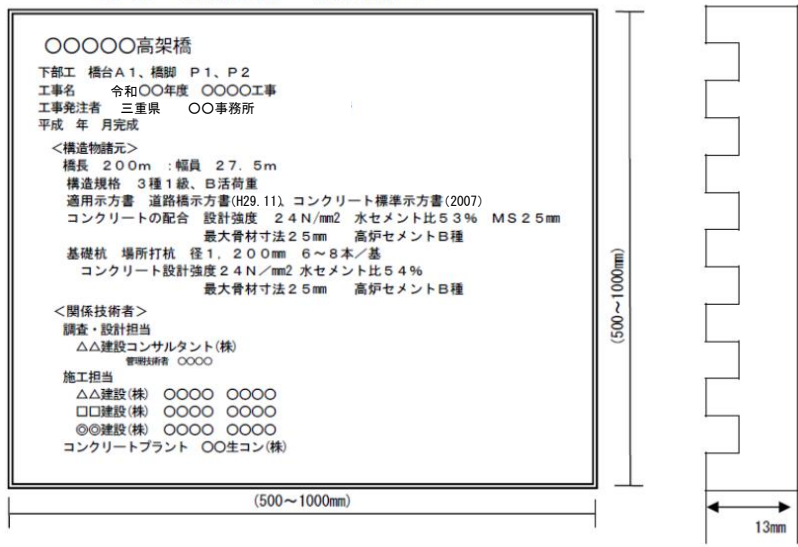 ○○○○○高架橋
下部工　橋台A1、橋脚　P1、P2
工事名　　令和○○年度　○○○○工事
工事発注者　三重県　○○事務所
平成　年　月完成
＜構造物諸元＞
橋長　200m　：幅員　27．5m
構造規格　3種1級、B活荷重
適用示方書　道路橋示方書(H29.11)、コンクリート標準示方書(2007)
コンクリートの配合　設計強度　24N/mm2　水セメント比53％　MS25mm
最大骨材寸法25mm　高炉セメントB種
基礎杭　場所打杭　径1，200mm　6～8本／基
コンクリート設計強度24N／mm2 水セメント比54％
最大骨材寸法25mm　高炉セメントB種
＜関係技術者＞
調査・設計担当
△△建設コンサルタント(株)
管理技術者　○○○○
施工担当
△△建設(株)　○○○○　○○○○
□□建設(株)　○○○○　○○○○
◎◎建設(株)　○○○○　○○○○
コンクリートプラント　○○生コン(株)
(500～1000mm)
(500～1000mm)
13mm